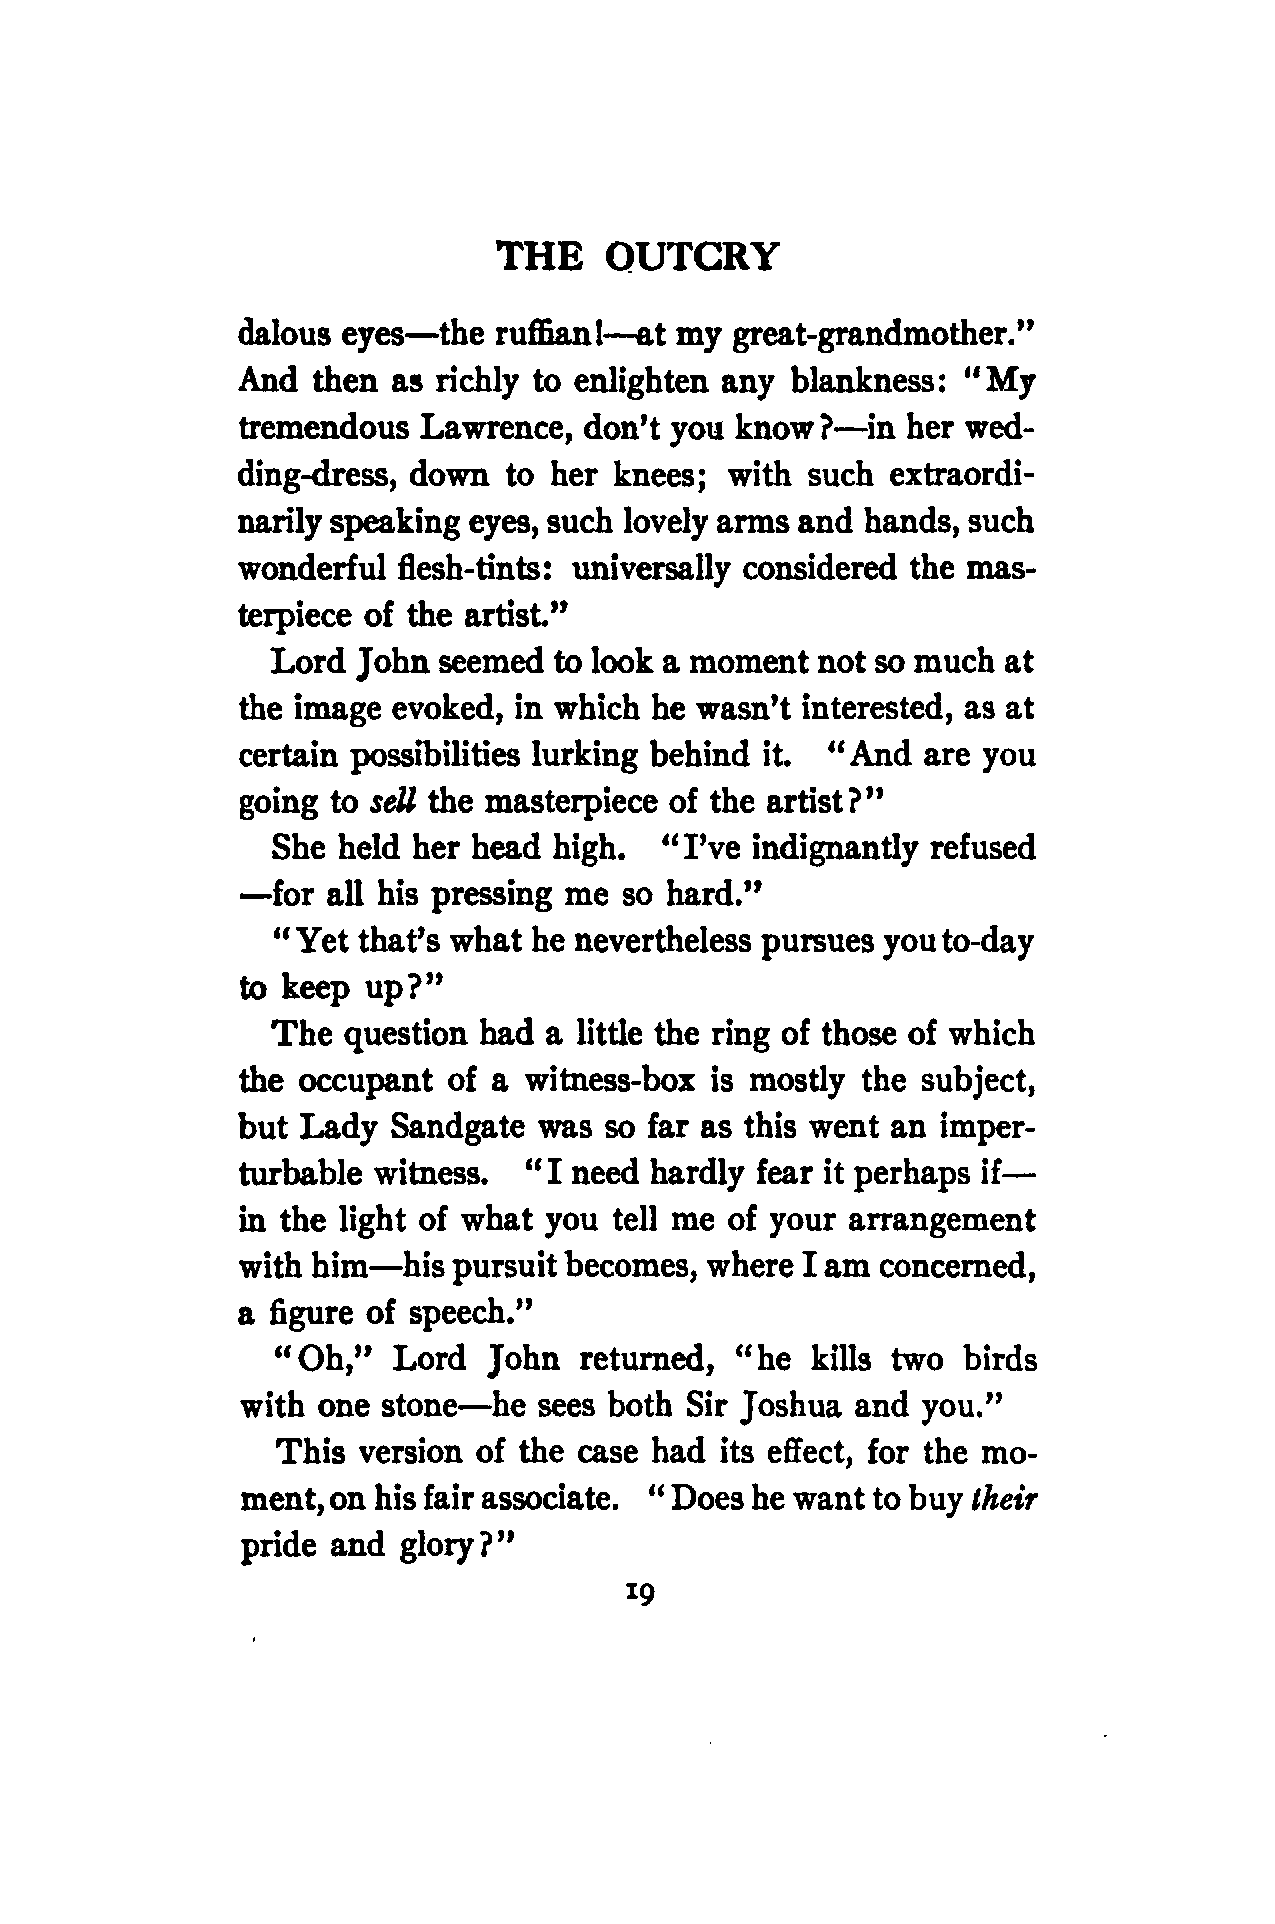 THE OUTCRY
dalous eyes—the ruffian!—at my great-grandmother."
And then as richly to enlighten any blankness: "My
tremendous Lawrence, don't you know?—in her wed-
ding-dress, down to her knees; with such extraordi-
narily speaking eyes, such lovely arms and hands, such
wonderful flesh-tints: universally considered the mas-
terpiece of the artist."
Lord John seemed to look a moment not so much at
the image evoked, in which he wasn't interested, as at
certain possibilities lurking behind it. "And are you
going to sell the masterpiece of the artist?"
She held her head high. "I've indignantly refused
—for all his pressing me so hard."
"Yet that's what he nevertheless pursues you to-day
to keep up?"
The question had a little the ring of those of which
the occupant of a witness-box is mostly the subject,
but Lady Sandgate was so far as this went an imper-
turbable witness. "I need hardly fear it perhaps if—
in the light of what you tell me of your arrangement
with him—his pursuit becomes, where I am concerned,
a figure of speech."
"Oh," Lord John returned, "he kills two birds
with one stone—he sees both Sir Joshua and you."
This version of the case had its effect, for the mo-
ment, on his fair associate. "Does he want to buy their
pride and glory?"
19